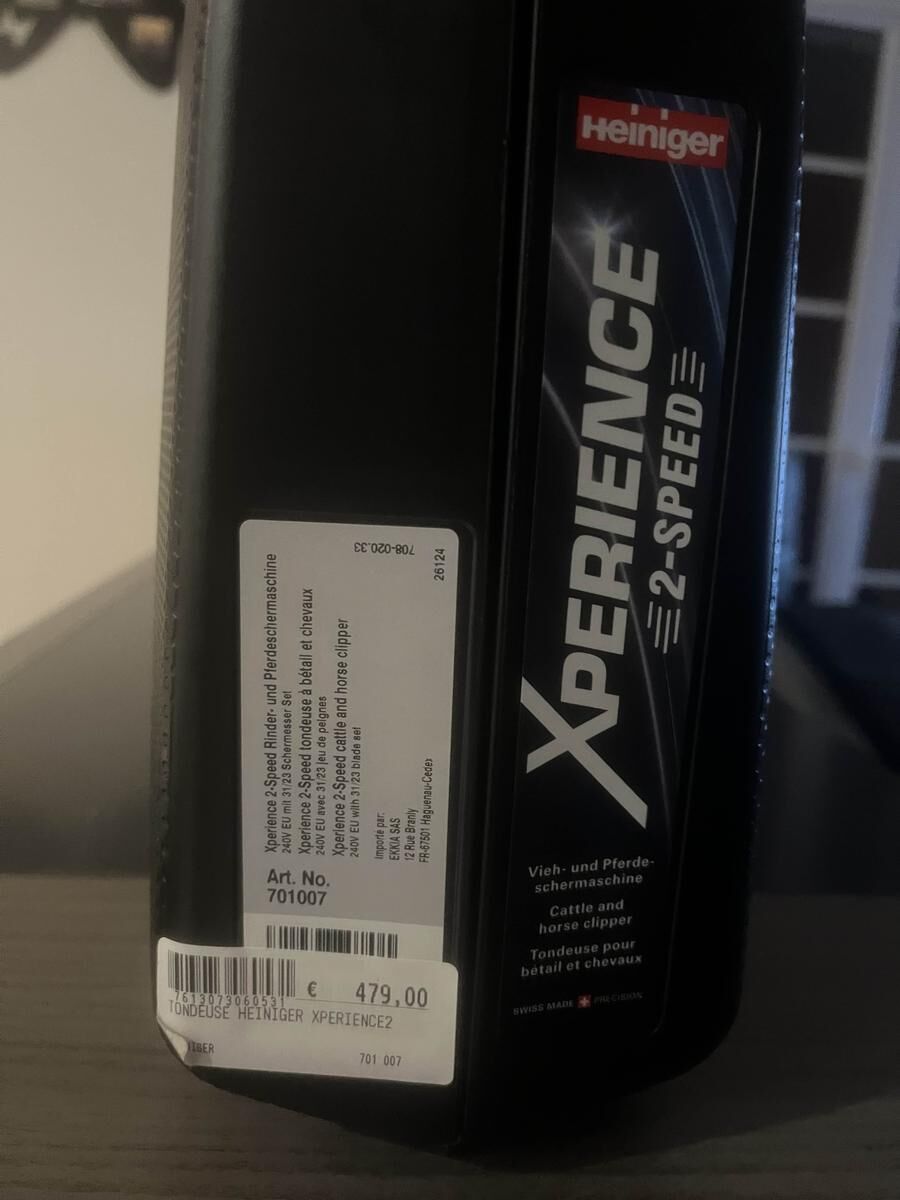 Heiniger
XPERIENCE
2-SPEED
Vieh- und Pferde-
schermaschine
Cattle and
horse clipper
Tondeuse pour
bétail et chevaux
SWISS MADE PRECISION
708-020.33
26124
Xperience 2-Speed Rinder- und Pferdeschermaschine
240V EU mit 31/23 Schermesser Set
Xperience 2-Speed tondeuse à bétail et chevaux
240V EU avec 31/23 jeu de peignes
Xperience 2-Speed cattle and horse clipper
240V EU with 31/23 blade set
Importé par:
EKKIA SAS
12 Rue Branly
FR-67501 Haguenau-Cedex
Art. No.
701007
7613073060531
€ 479,00
TONDEUSE HEINIGER XPERIENCE2
701 007